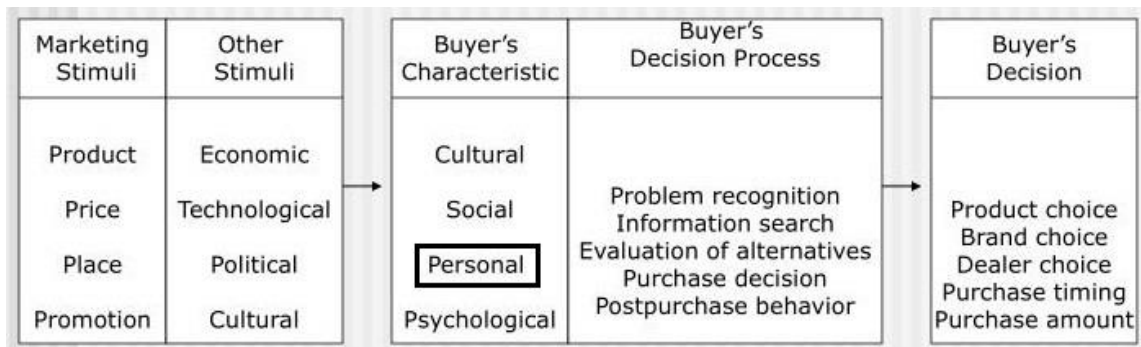 Marketing
Stimuli
Other
Stimuli
Buyer's
Characteristic
Buyer's
Decision Process
Buyer's
Decision
Product
Price
Place
Promotion
Economic
Technological
Political
Cultural
Cultural
Social
Personal
Psychological
Problem recognition
Information search
Evaluation of alternatives
Purchase decision
Postpurchase behavior
Product choice
Brand choice
Dealer choice
Purchase timing
Purchase amount